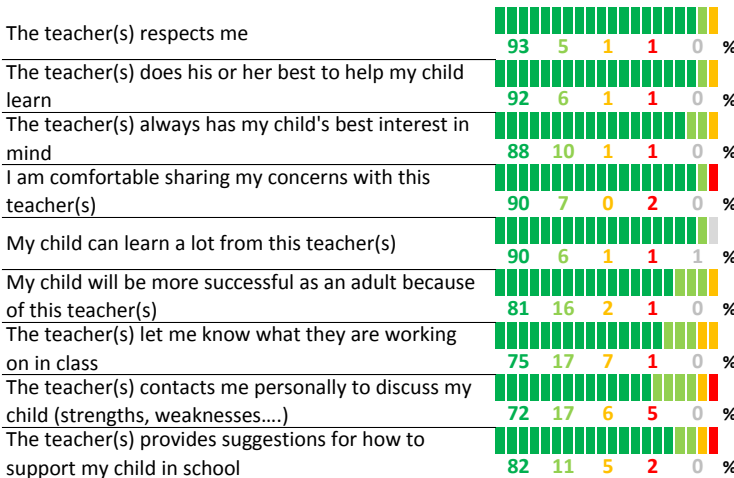 The teacher(s) respects me
93 5 1 1 0 %
The teacher(s) does his or her best to help my child
learn
92 6 1 1 0 %
The teacher(s) always has my child's best interest in
mind
88 10 1 1 0 %
I am comfortable sharing my concerns with this
teacher(s)
90 7 0 2 0 %
My child can learn a lot from this teacher(s)
90 6 1 1 1 %
My child will be more successful as an adult because
of this teacher(s)
81 16 2 1 0 %
The teacher(s) let me know what they are working
on in class
75 17 7 1 0 %
The teacher(s) contacts me personally to discuss my
child (strengths, weaknesses….)
72 17 6 5 0 %
The teacher(s) provides suggestions for how to
support my child in school
82 11 5 2 0 %